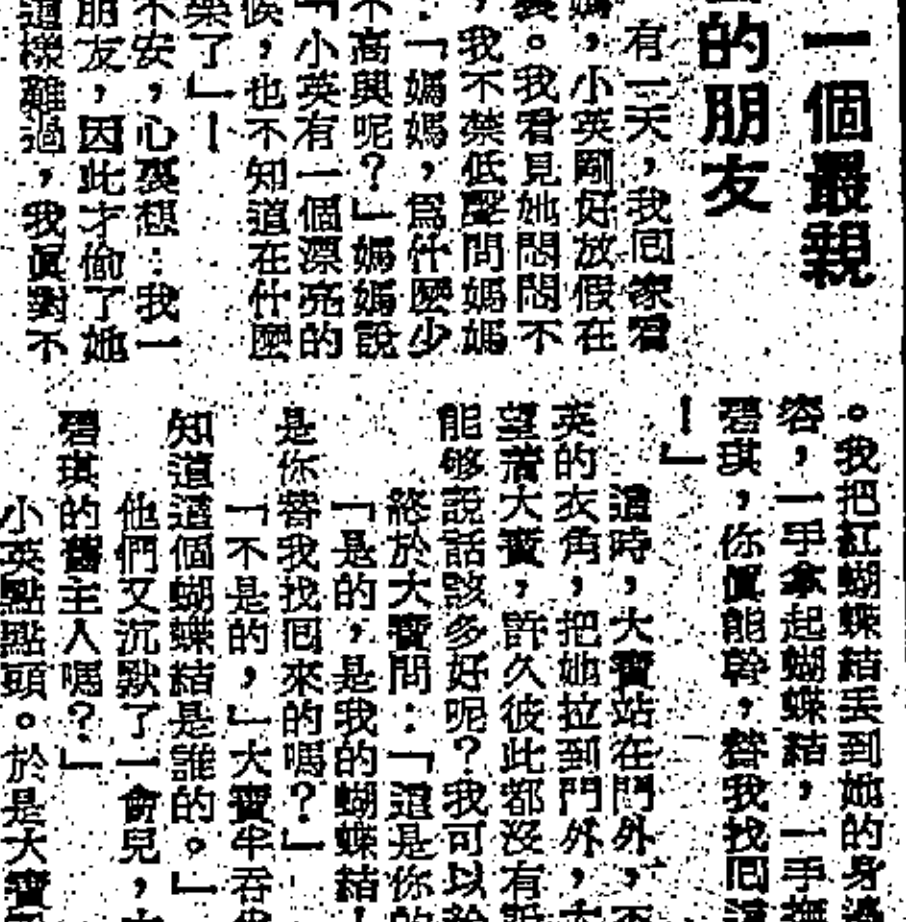 一個最親
的朋友
有一天，我囘家看
媽，小英剛好放假在
裏。我看見她悶悶不
，我不禁低聲問媽媽
：「媽媽，爲什麼少
不高興呢？」媽媽說
「小英有一個漂亮的
候，也不知道在什麼
樂了」！
不安，心裏想：我一
朋友，因此才偷了她
這樣難過，我眞對不
。我把紅蝴蝶結丟到她的身邊
容，一手拿起蝴蝶結，一手撫
碧琪，你眞能幹，替我找囘這
！」
這時，大寶站在門外，
英的衣角，把她拉到門外，
望着大寶，許久彼此都沒有
能够說話該多好呢？我可以
終於大寶問：「這是你的
「是的，是我的蝴蝶結！
是你替我找囘來的嗎？」
「不是的，」大寶半吞
知道這個蝴蝶結是誰的。」
他們又沉默了一會兒，
碧琪的舊主人嗎？」
小英點點頭。於是大寶